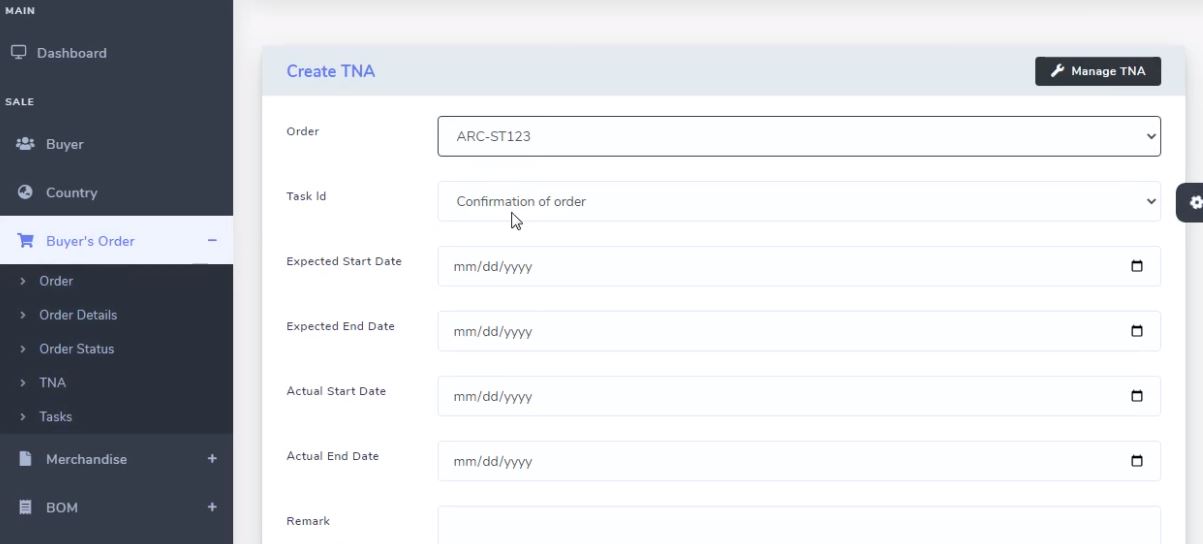 MAIN
Dashboard
SALE
Buyer
Country
Buyer's Order
Order
Order Details
Order Status
TNA
Tasks
Merchandise
BOM
Create TNA
Manage TNA
Order
ARC-ST123
Task Id
Confirmation of order
Expected Start Date
mm/dd/yyyy
Expected End Date
mm/dd/yyyy
Actual Start Date
mm/dd/yyyy
Actual End Date
mm/dd/yyyy
Remark